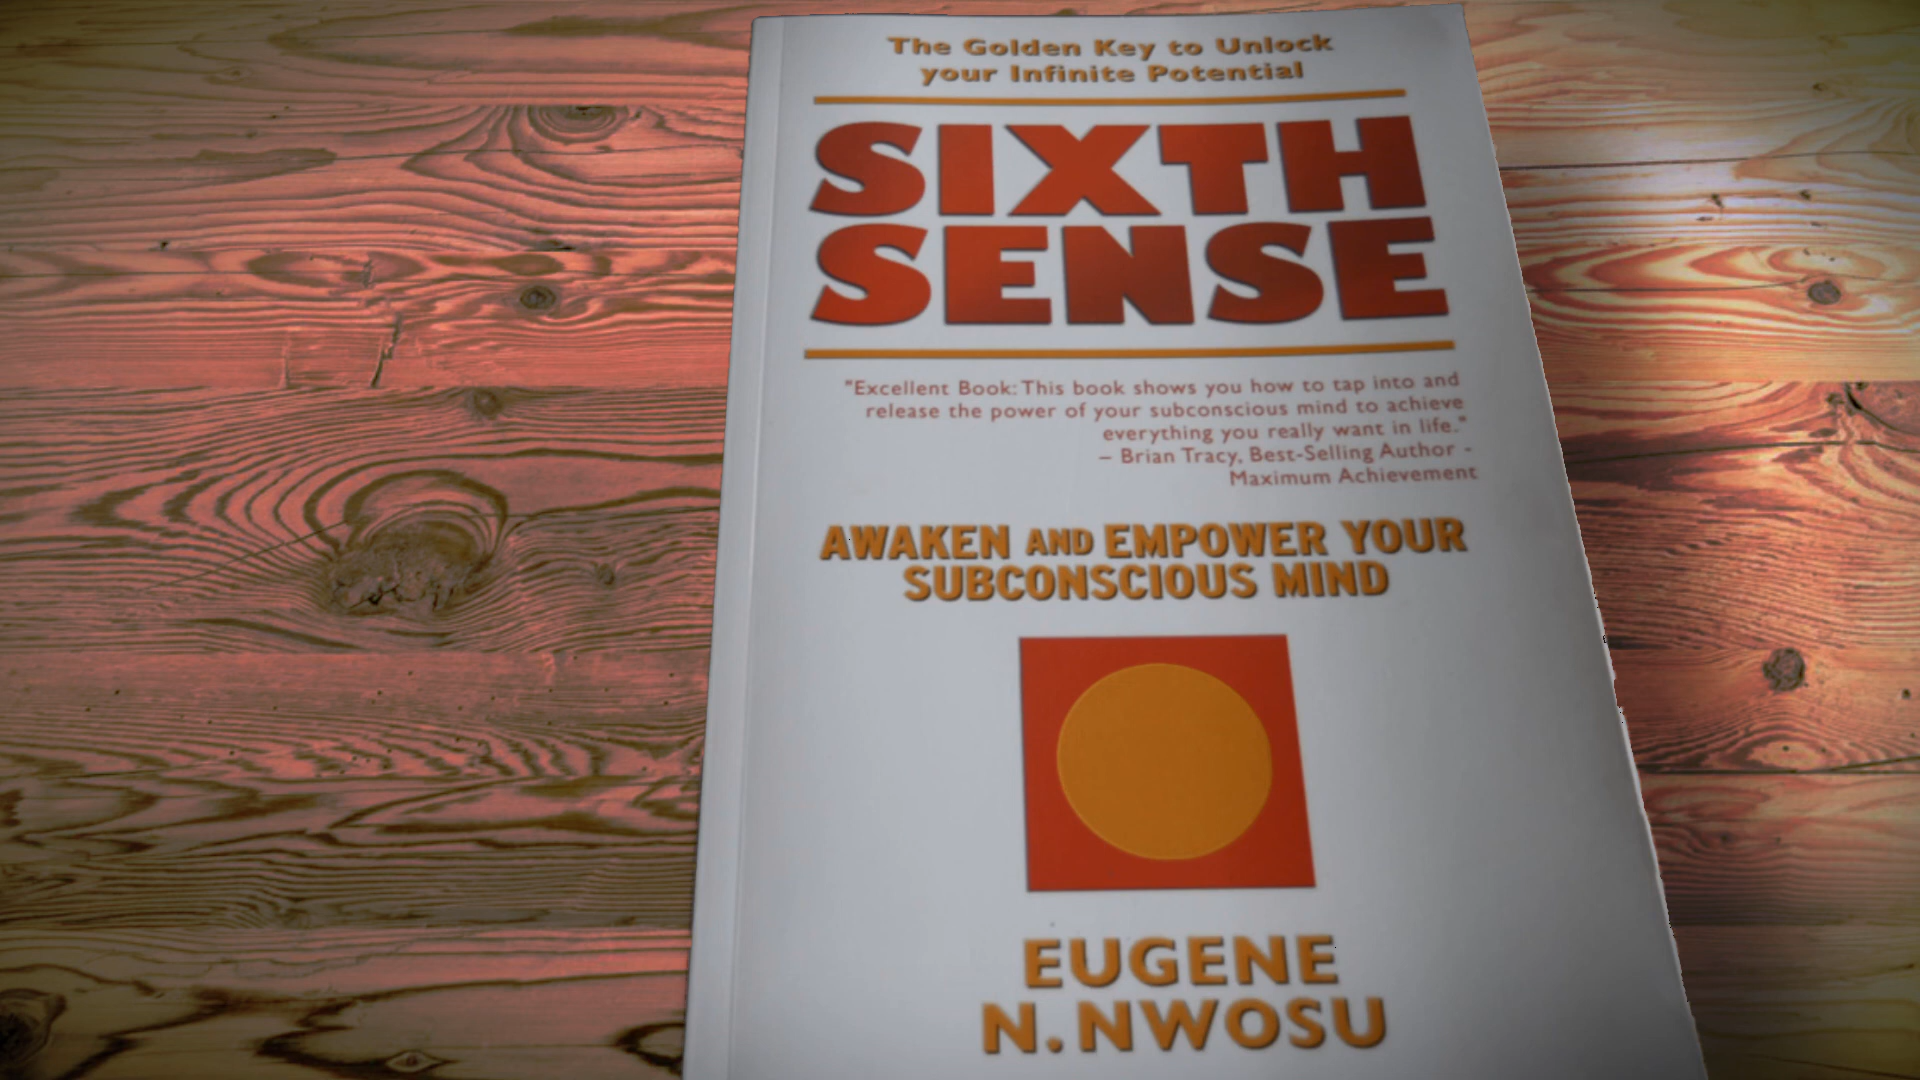 The Golden Key to Unlock
your Infinite Potential
SIXTH
SENSE
"Excellent Book: This book shows you how to tap into and
release the power of your subconscious mind to achieve
everything you really want in life."
– Brian Tracy, Best-Selling Author -
Maximum Achievement
AWAKEN AND EMPOWER YOUR
SUBCONSCIOUS MIND
EUGENE
N. NWOSU